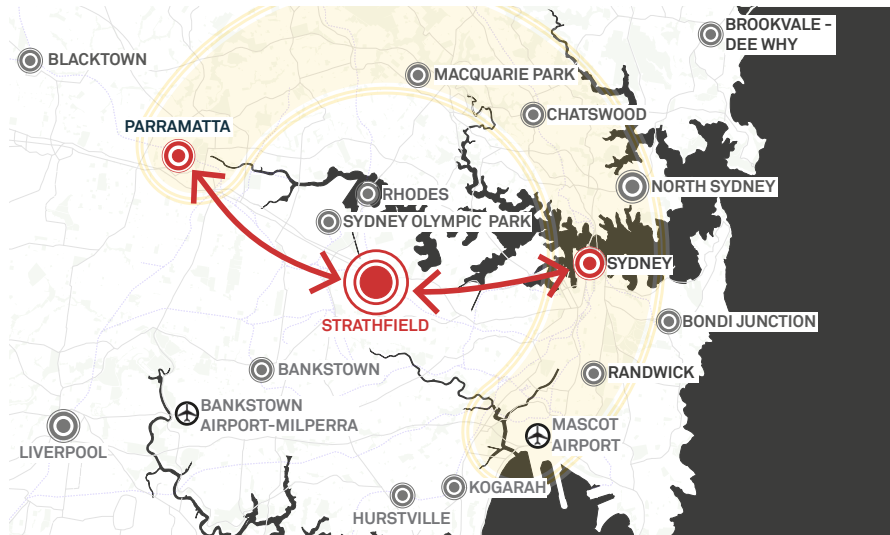 BROOKVALE -
DEE WHY
BLACKTOWN
MACQUARIE PARK
CHATSWOOD
PARRAMATTA
NORTH SYDNEY
RHODES
SYDNEY OLYMPIC PARK
SYDNEY
STRATHFIELD
BONDI JUNCTION
BANKSTOWN
RANDWICK
BANKSTOWN
AIRPORT-MILPERRA
MASCOT
AIRPORT
LIVERPOOL
KOGARAH
HURSTVILLE